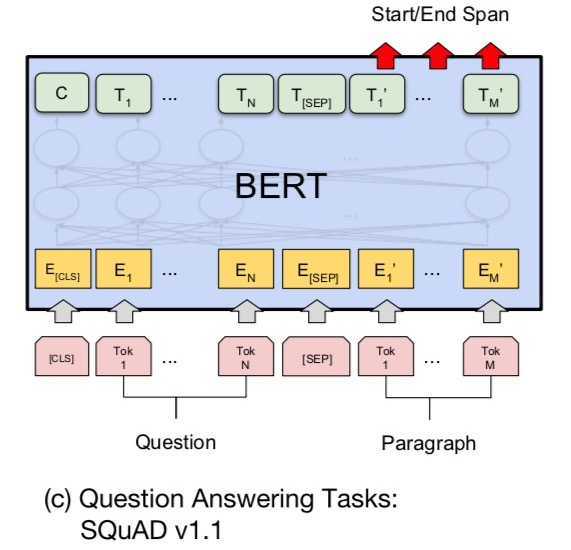 Start/End Span
C T1 ... TN T[SEP] T1' ... TM'
BERT
E[CLS] E1 ... EN E[SEP] E1' ... EM'
[CLS] Tok 1 ... Tok N [SEP] Tok 1 ... Tok M
Question Paragraph
(c) Question Answering Tasks:
SQuAD v1.1